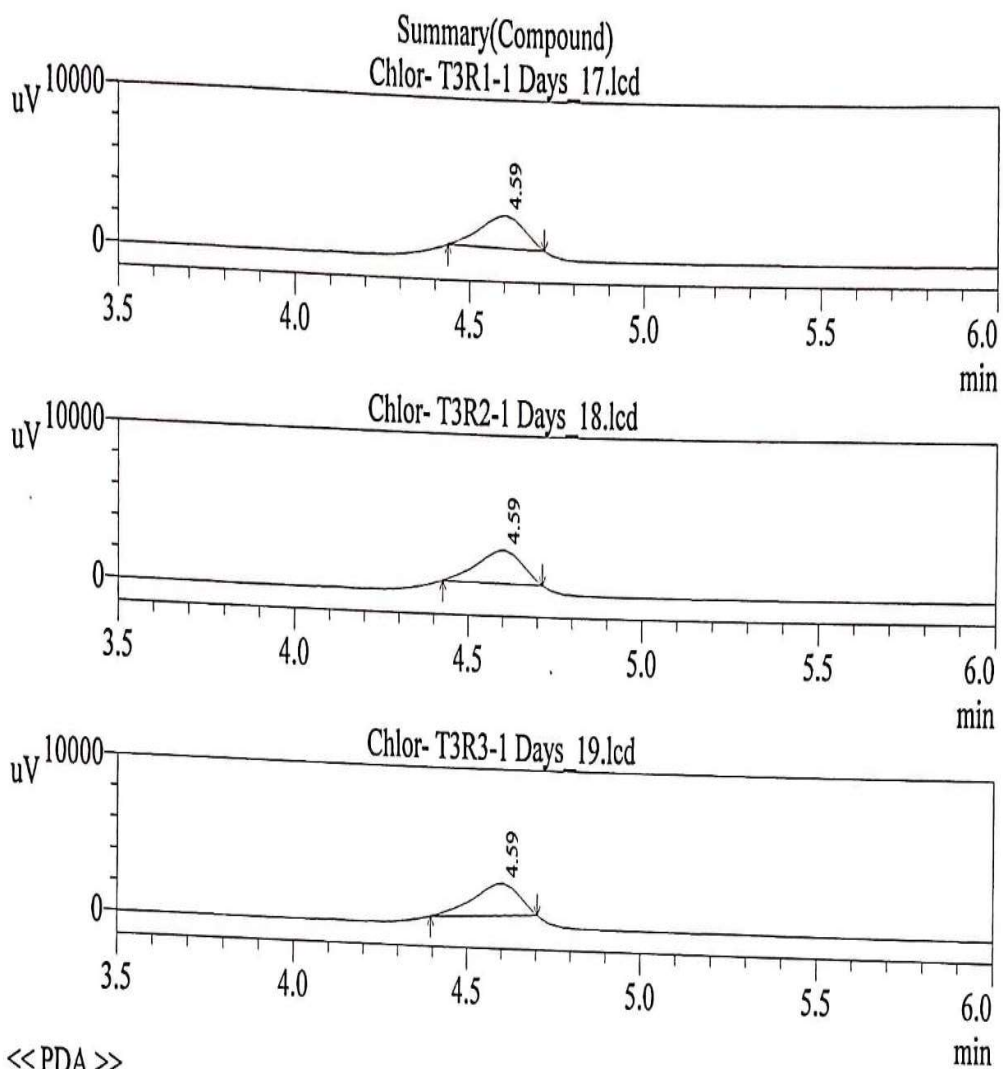 Summary(Compound)
Chlor- T3R1-1 Days_17.lcd
uV 10000
4.59
0
3.5 4.0 4.5 5.0 5.5 6.0
min
Chlor- T3R2-1 Days_18.lcd
uV 10000
4.59
0
3.5 4.0 4.5 5.0 5.5 6.0
min
Chlor- T3R3-1 Days_19.lcd
uV 10000
4.59
0
3.5 4.0 4.5 5.0 5.5 6.0
min
<< PDA >>